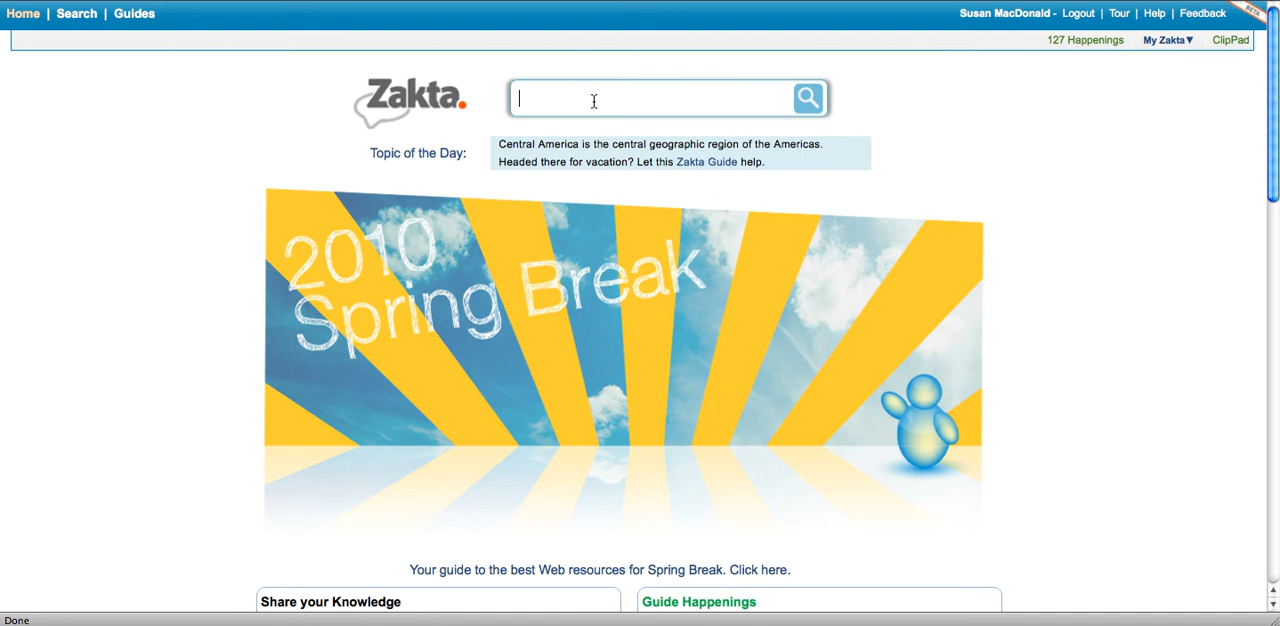 Home | Search | Guides
Susan MacDonald - Logout | Tour | Help | Feedback
BETA
127 Happenings My Zakta▼ ClipPad
Zakta.
Topic of the Day:
Central America is the central geographic region of the Americas.
Headed there for vacation? Let this Zakta Guide help.
2010
Spring Break
Your guide to the best Web resources for Spring Break. Click here.
Share your Knowledge
Guide Happenings
Done